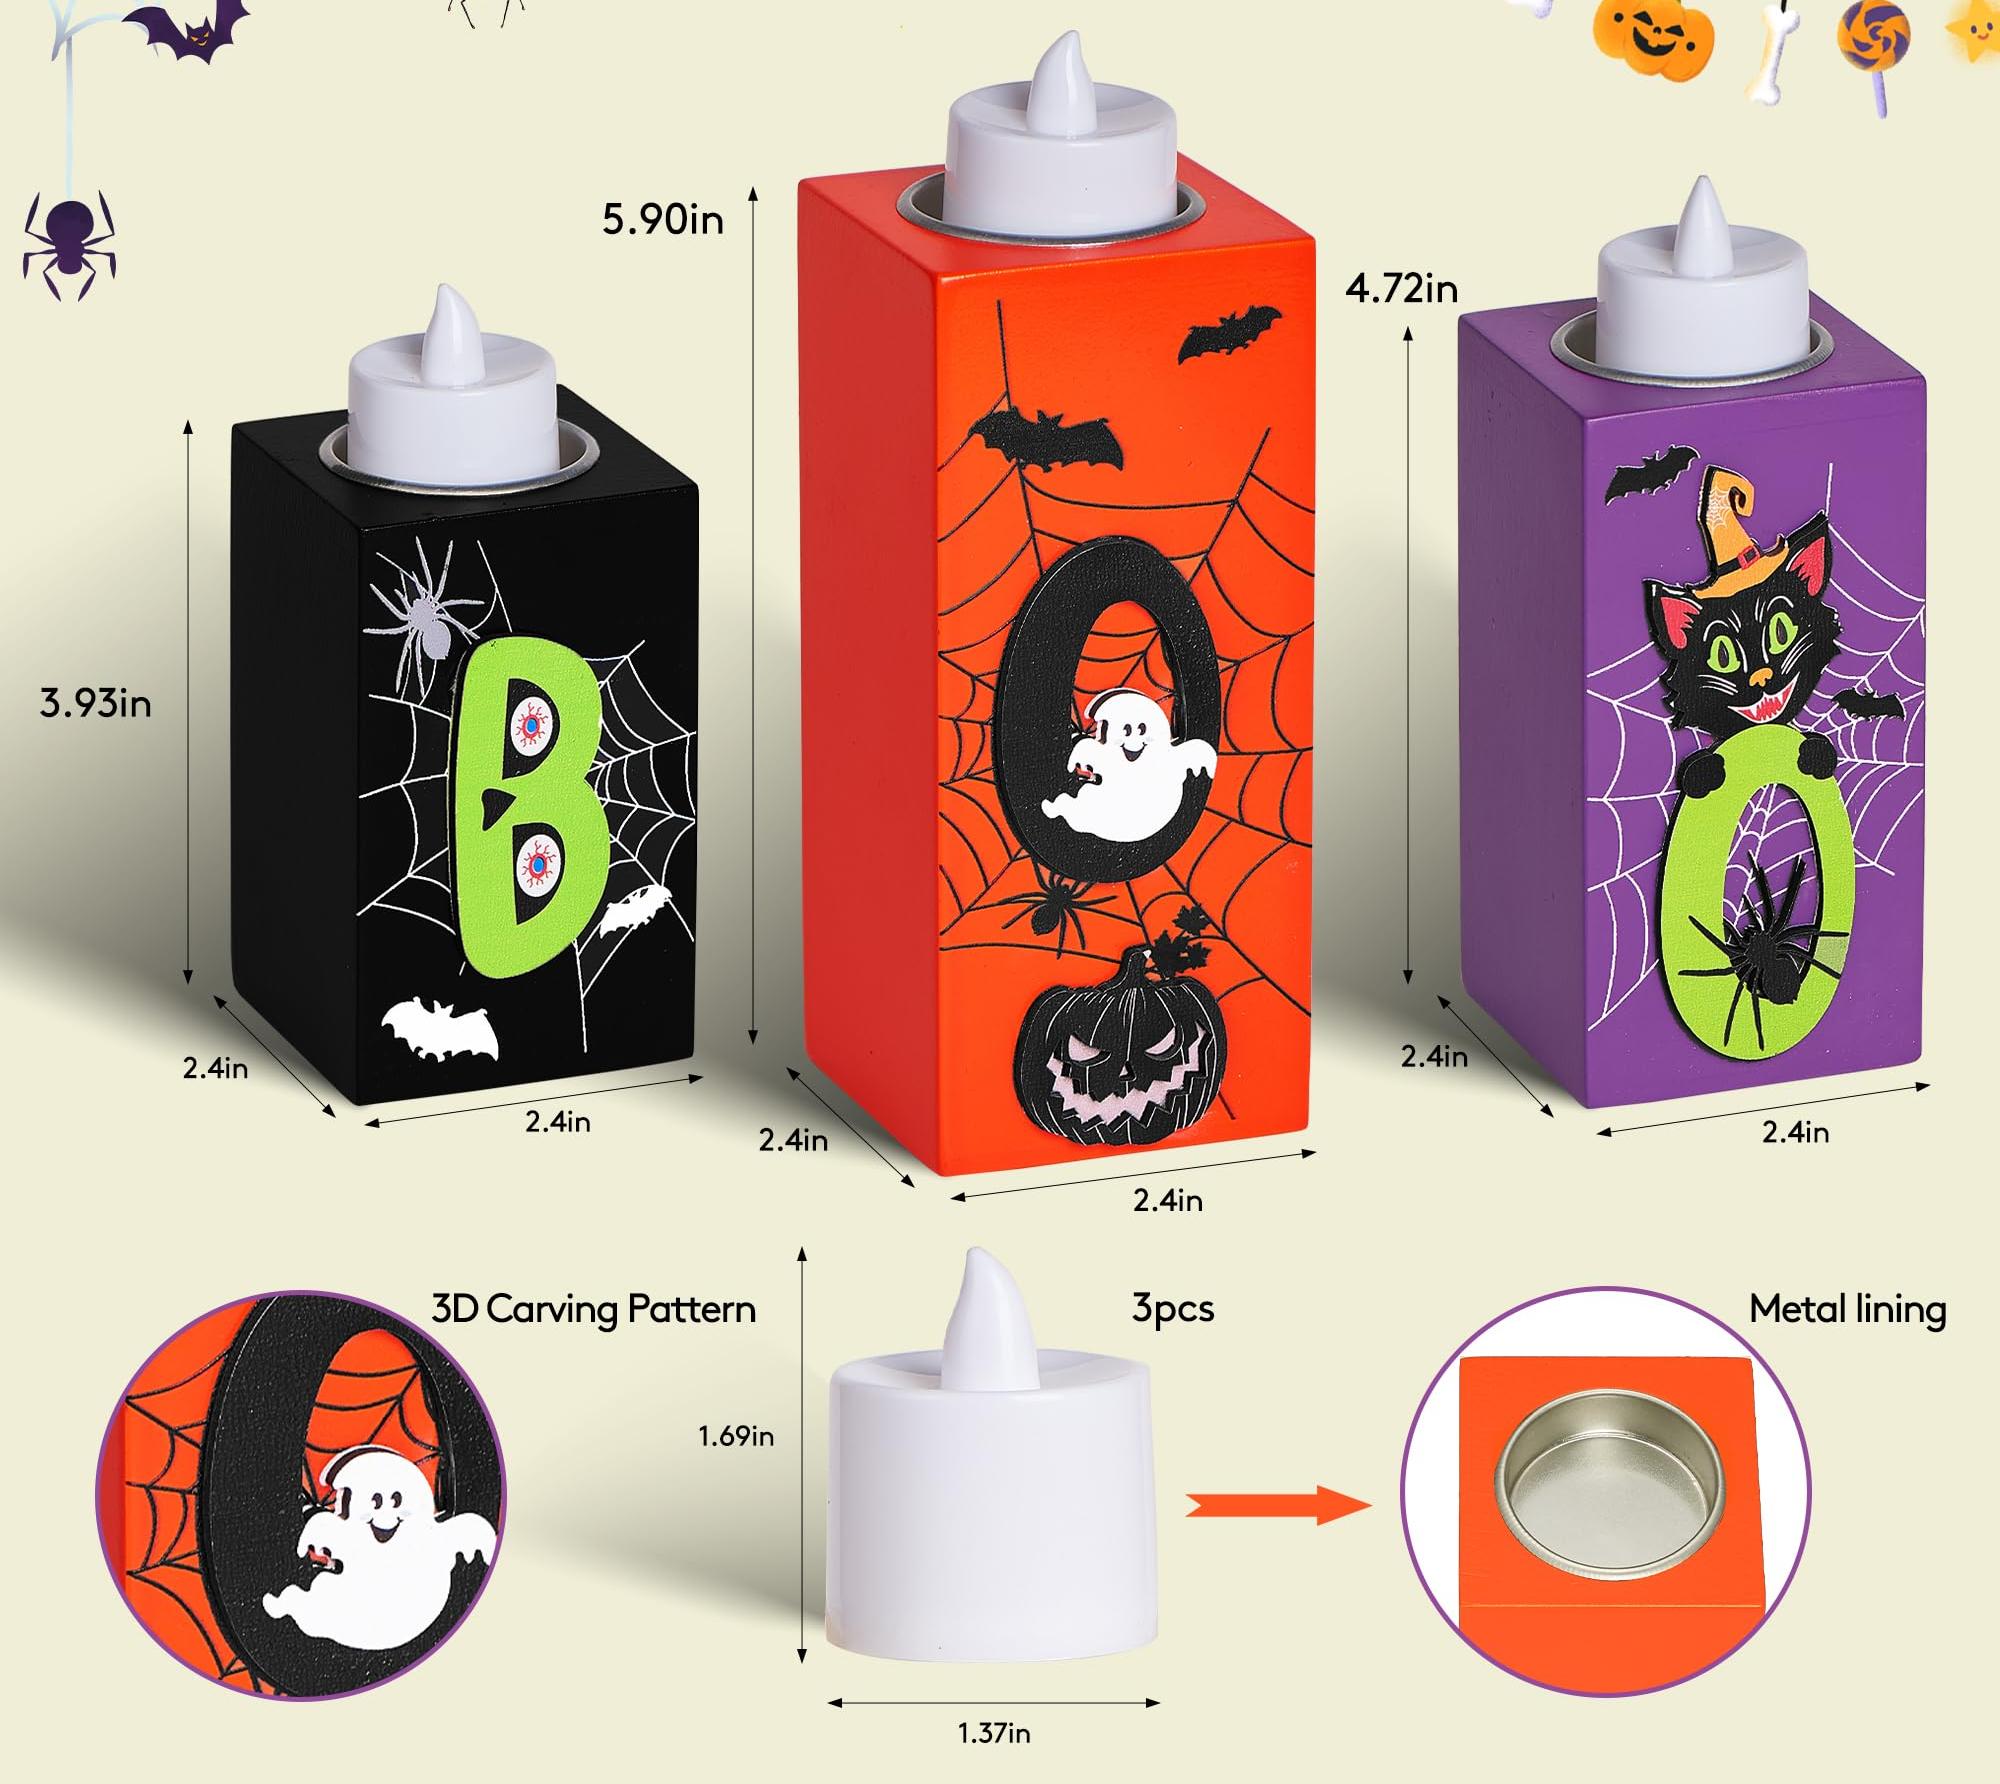 5.90in
4.72in
3.93in
B
O
O
2.4in
2.4in
2.4in
2.4in
2.4in
2.4in
3D Carving Pattern
3pcs
Metal lining
1.69in
1.37in